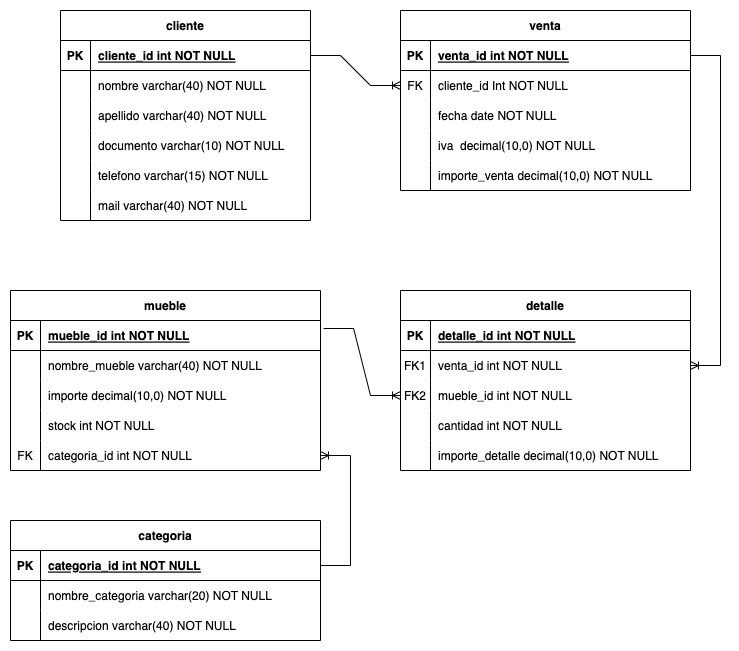 cliente
PK cliente_id int NOT NULL
nombre varchar(40) NOT NULL
apellido varchar(40) NOT NULL
documento varchar(10) NOT NULL
telefono varchar(15) NOT NULL
mail varchar(40) NOT NULL
venta
PK venta_id int NOT NULL
FK cliente_id Int NOT NULL
fecha date NOT NULL
iva decimal(10,0) NOT NULL
importe_venta decimal(10,0) NOT NULL
mueble
PK mueble_id int NOT NULL
nombre_mueble varchar(40) NOT NULL
importe decimal(10,0) NOT NULL
stock int NOT NULL
FK categoria_id int NOT NULL
detalle
PK detalle_id int NOT NULL
FK1 venta_id int NOT NULL
FK2 mueble_id int NOT NULL
cantidad int NOT NULL
importe_detalle decimal(10,0) NOT NULL
categoria
PK categoria_id int NOT NULL
nombre_categoria varchar(20) NOT NULL
descripcion varchar(40) NOT NULL